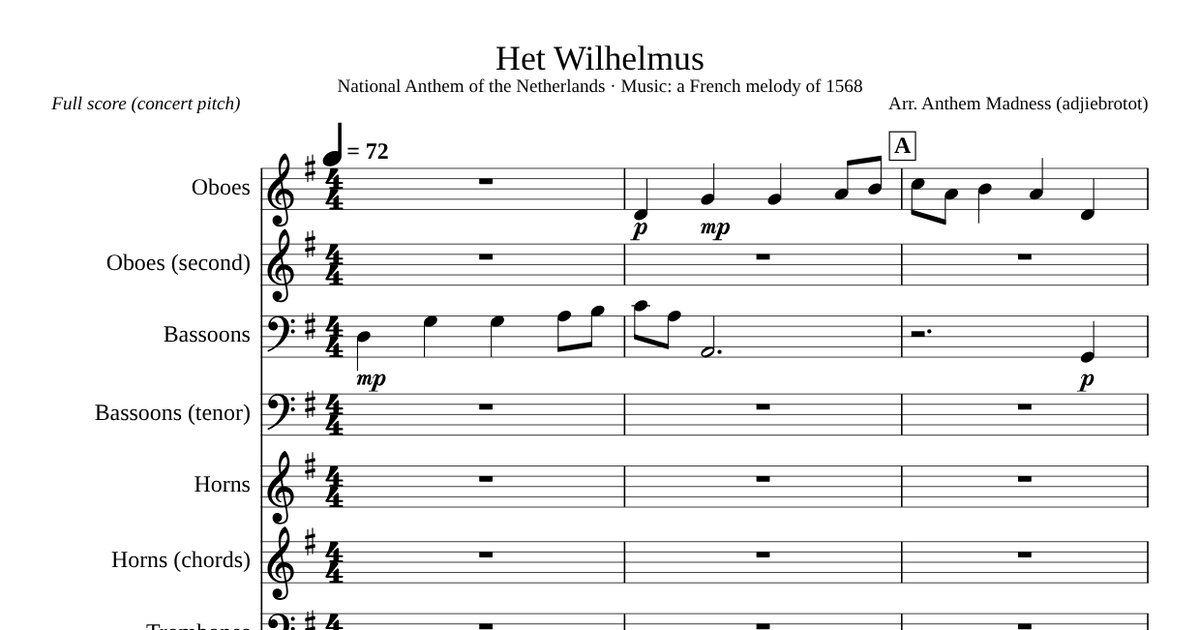 Het Wilhelmus
National Anthem of the Netherlands · Music: a French melody of 1568
Full score (concert pitch)
Arr. Anthem Madness (adjiebrotot)
= 72
A
Oboes
p mp
Oboes (second)
Bassoons
mp p
Bassoons (tenor)
Horns
Horns (chords)
Trombones